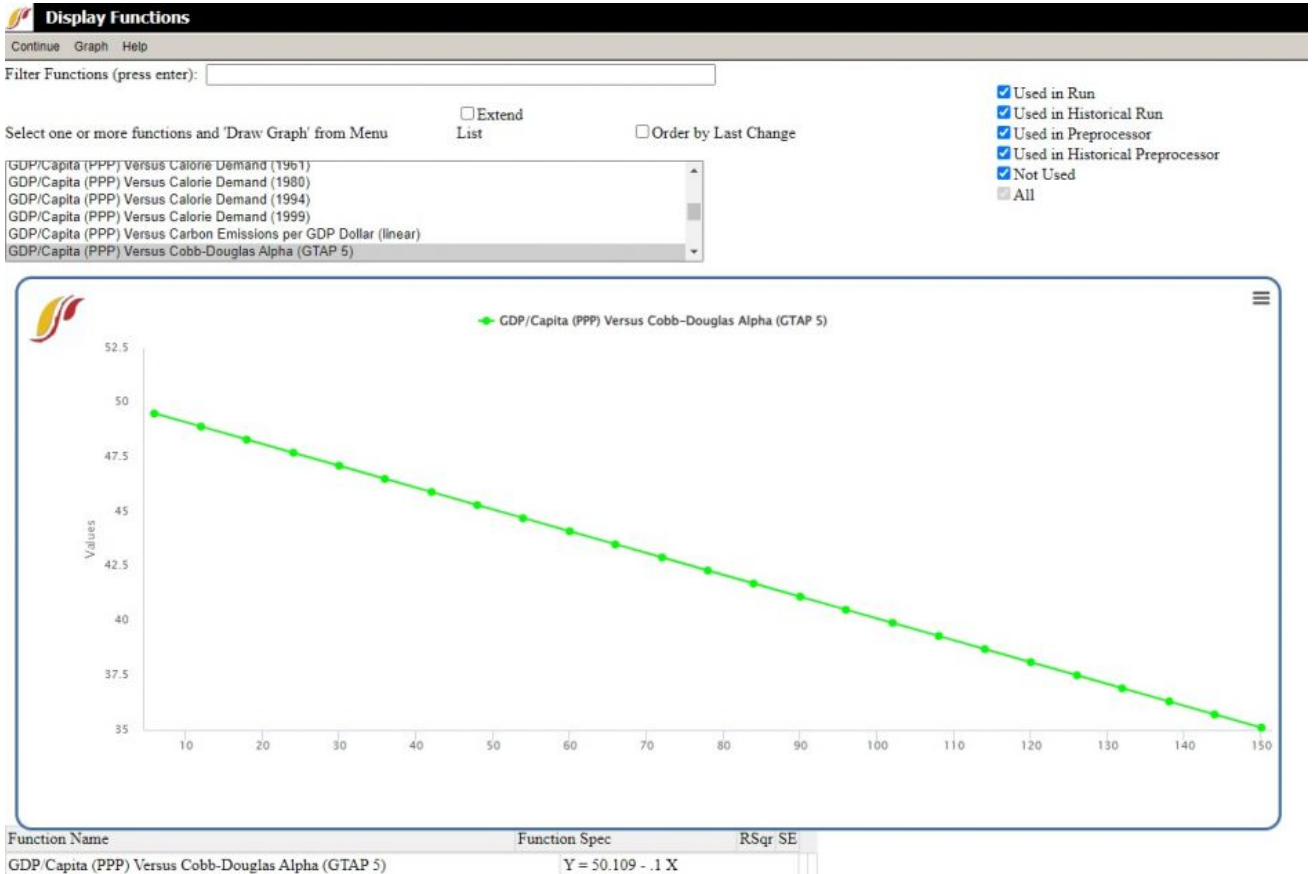 Display Functions
Continue Graph Help
Filter Functions (press enter):
Used in Run
Used in Historical Run
Used in Preprocessor
Used in Historical Preprocessor
Not Used
All
Select one or more functions and 'Draw Graph' from Menu
Extend
List
Order by Last Change
GDP/Capita (PPP) Versus Calorie Demand (1961)
GDP/Capita (PPP) Versus Calorie Demand (1980)
GDP/Capita (PPP) Versus Calorie Demand (1994)
GDP/Capita (PPP) Versus Calorie Demand (1999)
GDP/Capita (PPP) Versus Carbon Emissions per GDP Dollar (linear)
GDP/Capita (PPP) Versus Cobb-Douglas Alpha (GTAP 5)
GDP/Capita (PPP) Versus Cobb-Douglas Alpha (GTAP 5)
52.5
50
47.5
45
42.5
40
37.5
35
Values
10 20 30 40 50 60 70 80 90 100 110 120 130 140 150
Function Name Function Spec RSqr SE
GDP/Capita (PPP) Versus Cobb-Douglas Alpha (GTAP 5) Y = 50.109 - .1 X